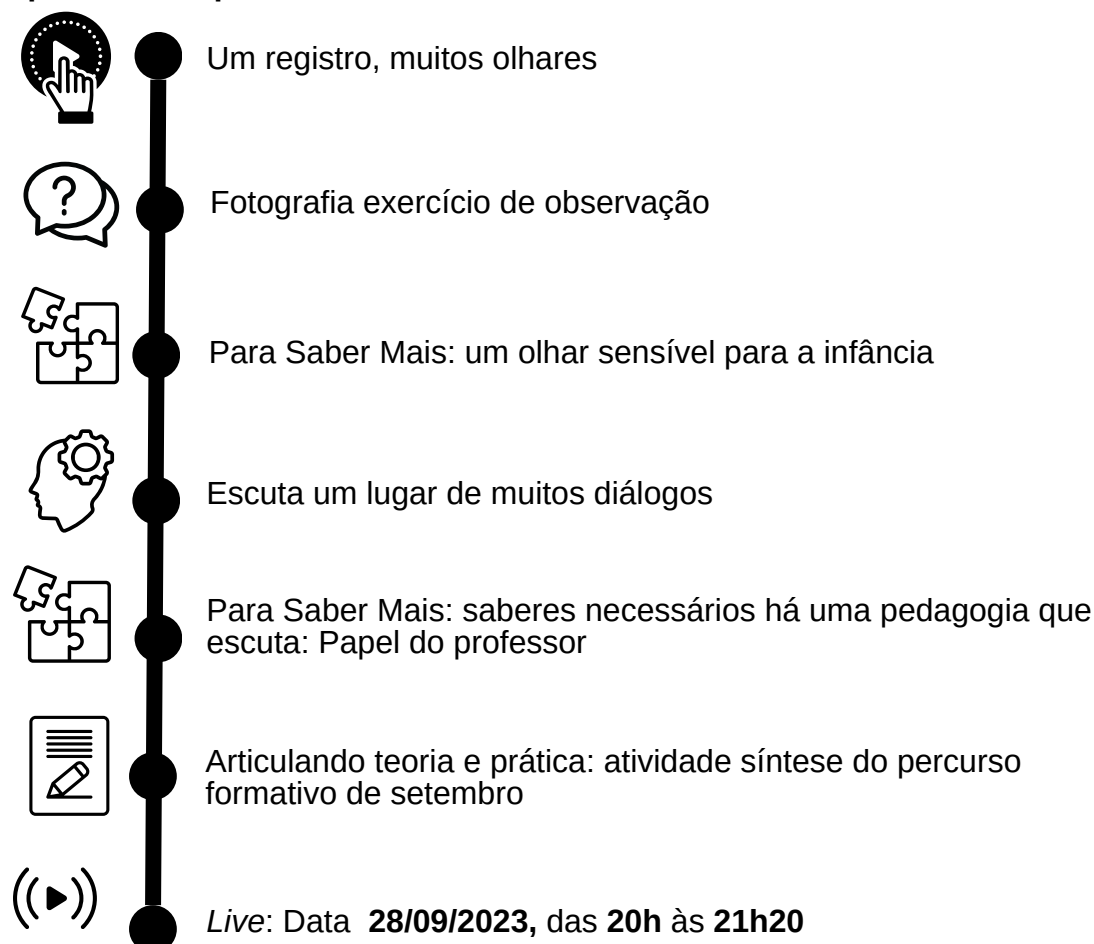 Um registro, muitos olhares
?
Fotografia exercício de observação
Para Saber Mais: um olhar sensível para a infância
Escuta um lugar de muitos diálogos
Para Saber Mais: saberes necessários há uma pedagogia que
escuta: Papel do professor
Articulando teoria e prática: atividade síntese do percurso
formativo de setembro
Live: Data 28/09/2023, das 20h às 21h20